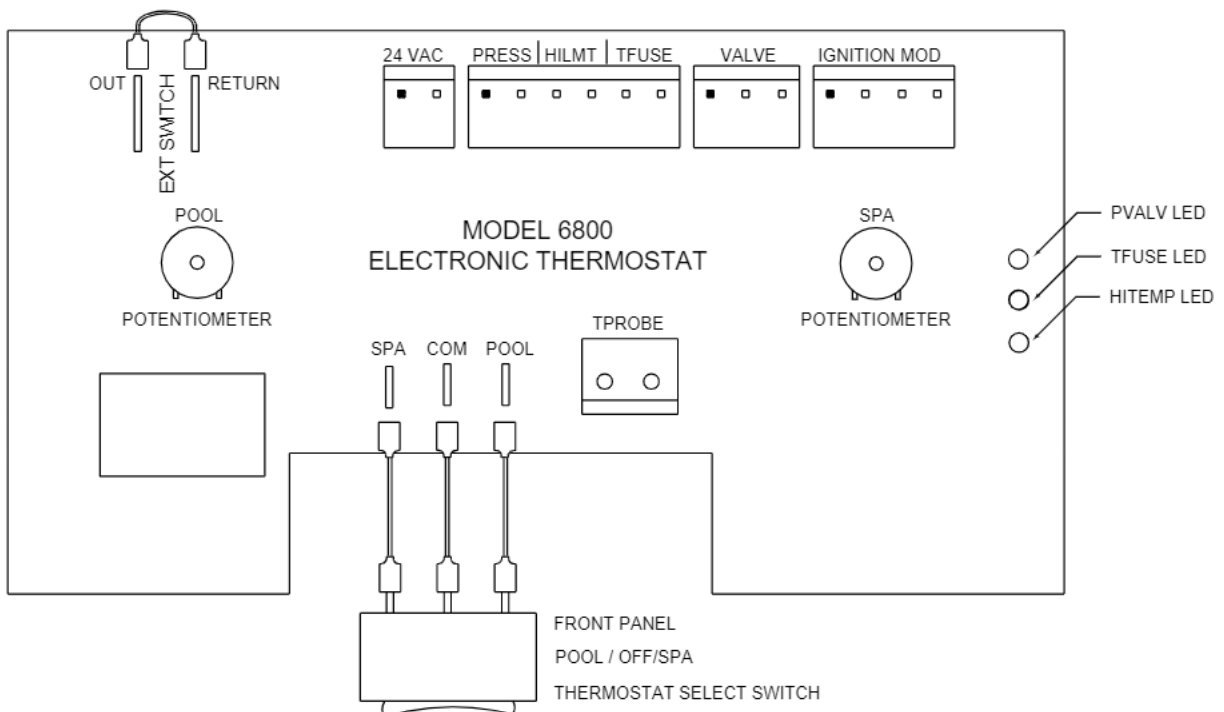 24 VAC
PRESS HILMT TFUSE
VALVE
IGNITION MOD
OUT
EXT SWITCH
RETURN
POOL
POTENTIOMETER
MODEL 6800
ELECTRONIC THERMOSTAT
SPA
POTENTIOMETER
PVALV LED
TFUSE LED
HITEMP LED
TPROBE
SPA COM POOL
FRONT PANEL
POOL / OFF/SPA
THERMOSTAT SELECT SWITCH